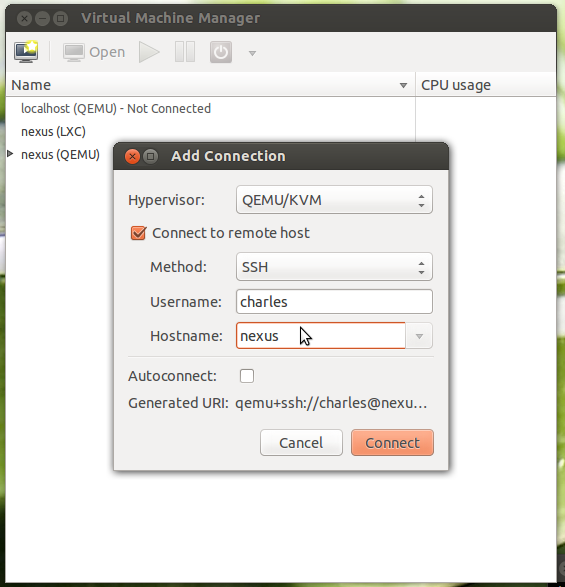 Virtual Machine Manager
Open
Name CPU usage
localhost (QEMU) - Not Connected
nexus (LXC)
nexus (QEMU)
Add Connection
Hypervisor: QEMU/KVM
Connect to remote host
Method: SSH
Username: charles
Hostname: nexus
Autoconnect:
Generated URI: qemu+ssh://charles@nexu...
Cancel Connect